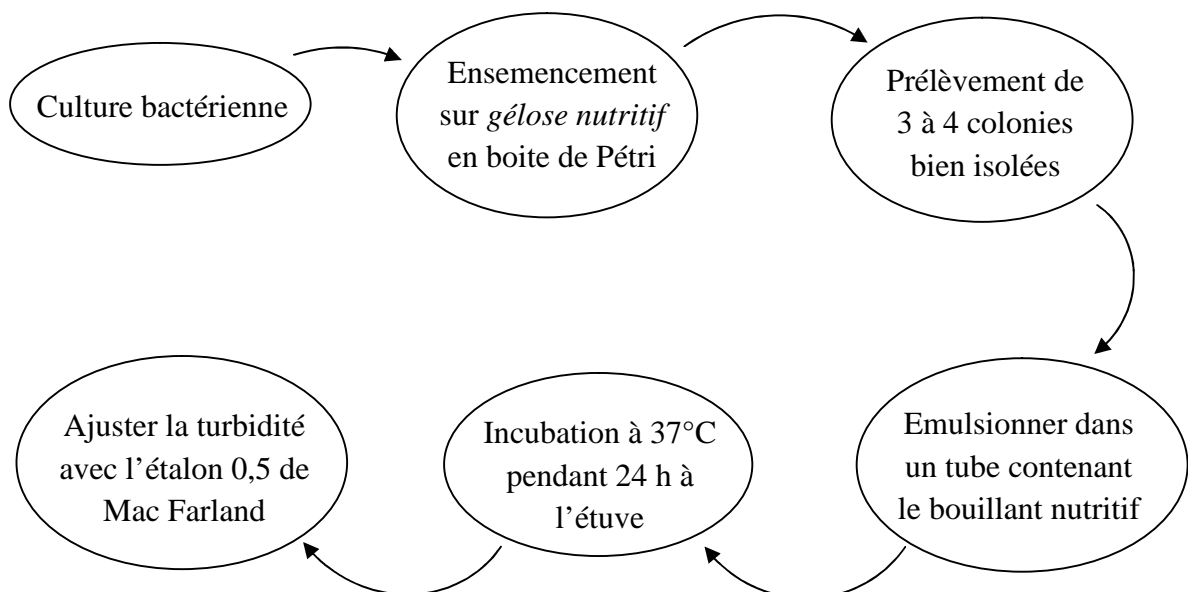 Culture bactérienne
Ensemencement
sur gélose nutritif
en boite de Pétri
Prélèvement de
3 à 4 colonies
bien isolées
Emulsionner dans
un tube contenant
le bouillant nutritif
Incubation à 37°C
pendant 24 h à
l’étuve
Ajuster la turbidité
avec l’étalon 0,5 de
Mac Farland